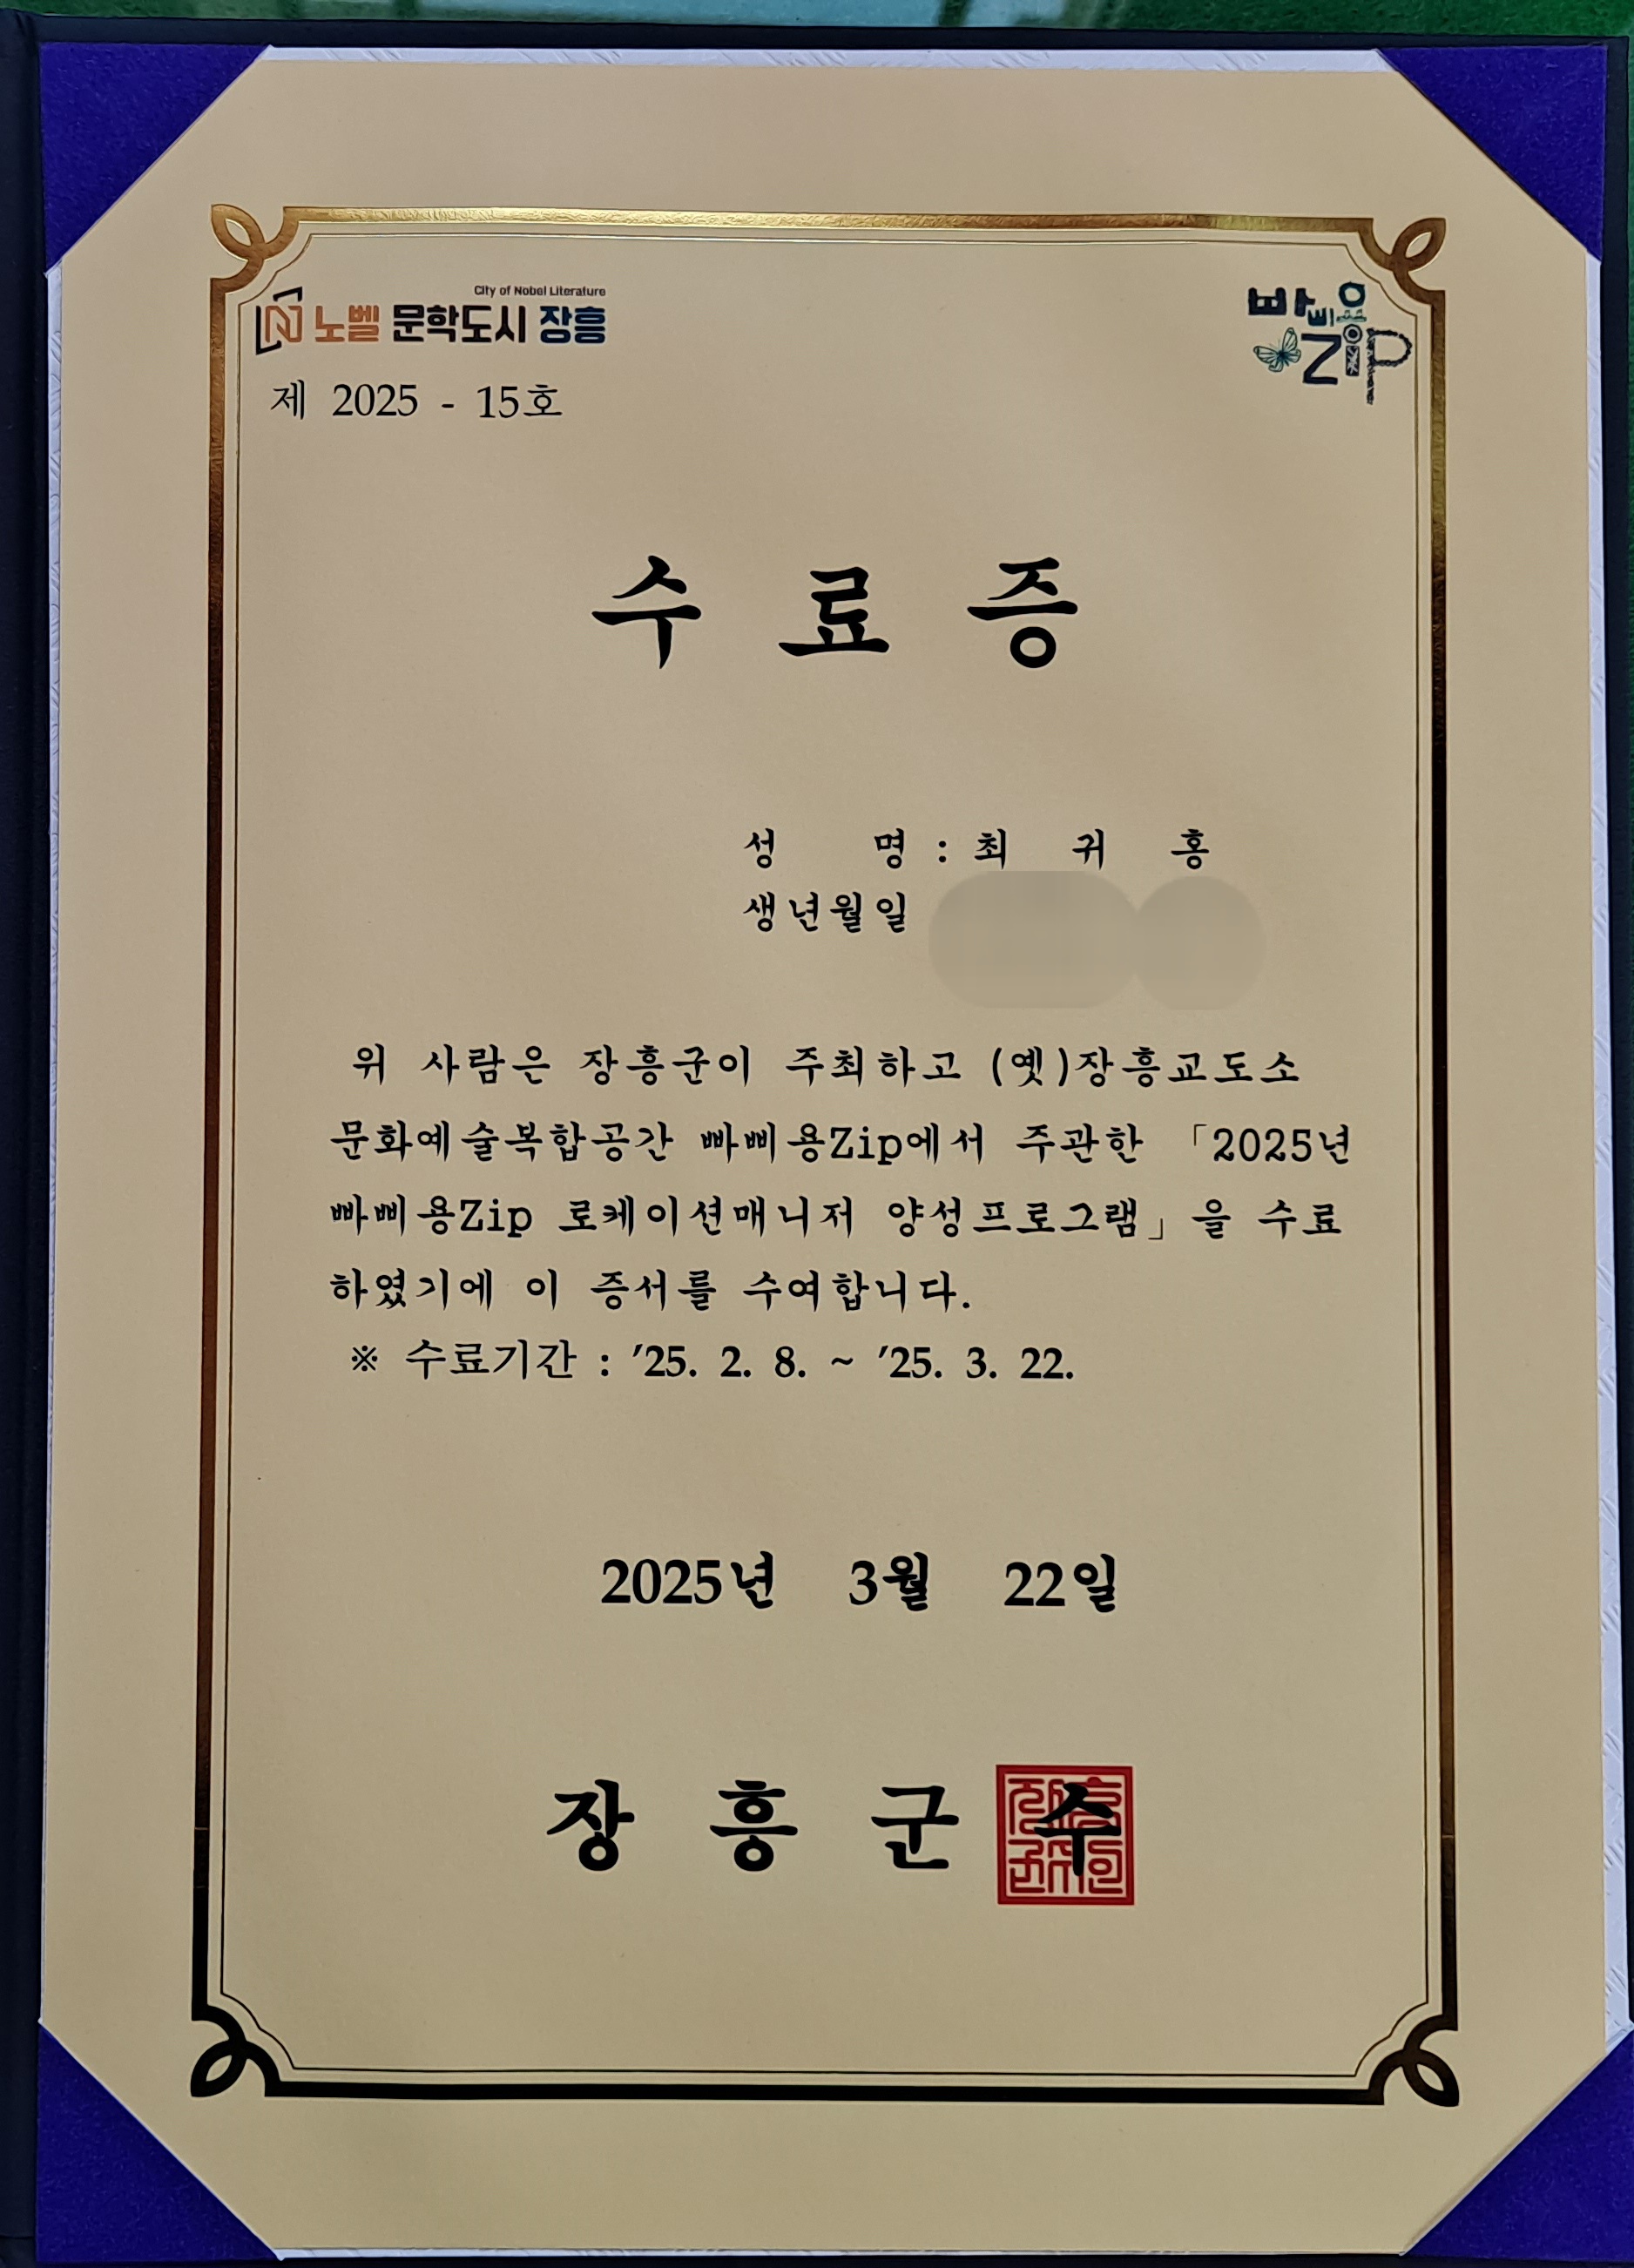 City of Nobel Literature
노벨 문학도시 장흥
빠삐용 ZIP
제 2025 - 15호
수 료 증
성 명 : 최 귀 홍
생년월일
위 사람은 장흥군이 주최하고 (옛)장흥교도소
문화예술복합공간 빠삐용Zip에서 주관한 「2025년
빠삐용Zip 로케이션매니저 양성프로그램」을 수료
하였기에 이 증서를 수여합니다.
※ 수료기간 : '25. 2. 8. ~ '25. 3. 22.
2025년 3월 22일
장 흥 군 수